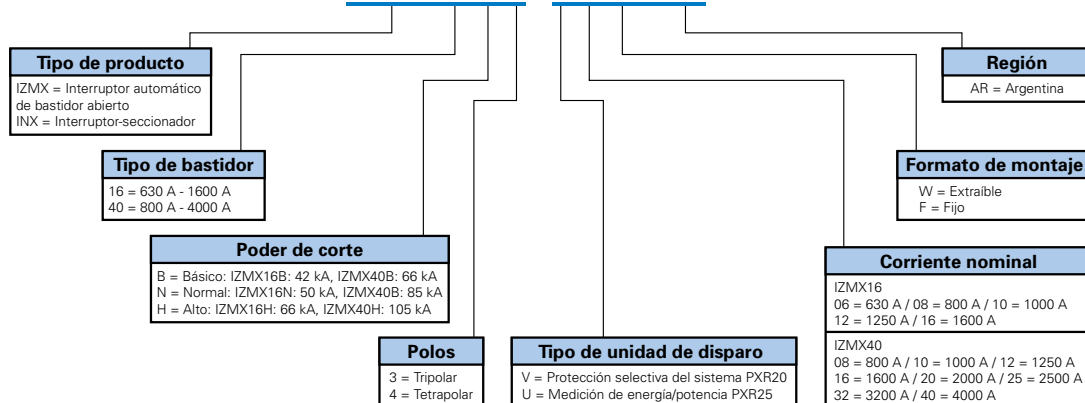 Tipo de producto
IZMX = Interruptor automático
de bastidor abierto
INX = Interruptor-seccionador
Región
AR = Argentina
Tipo de bastidor
16 = 630 A - 1600 A
40 = 800 A - 4000 A
Formato de montaje
W = Extraíble
F = Fijo
Poder de corte
B = Básico: IZMX16B: 42 kA, IZMX40B: 66 kA
N = Normal: IZMX16N: 50 kA, IZMX40B: 85 kA
H = Alto: IZMX16H: 66 kA, IZMX40H: 105 kA
Corriente nominal
IZMX16
06 = 630 A / 08 = 800 A / 10 = 1000 A
12 = 1250 A / 16 = 1600 A
IZMX40
08 = 800 A / 10 = 1000 A / 12 = 1250 A
16 = 1600 A / 20 = 2000 A / 25 = 2500 A
32 = 3200 A / 40 = 4000 A
Polos
3 = Tripolar
4 = Tetrapolar
Tipo de unidad de disparo
V = Protección selectiva del sistema PXR20
U = Medición de energía/potencia PXR25